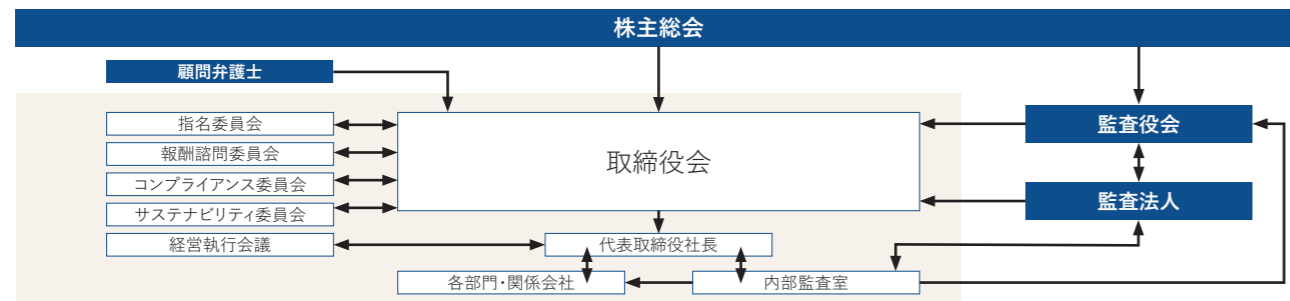 株主総会
顧問弁護士
指名委員会
報酬諮問委員会
コンプライアンス委員会
サステナビリティ委員会
経営執行会議
取締役会
代表取締役社長
各部門・関係会社
内部監査室
監査役会
監査法人